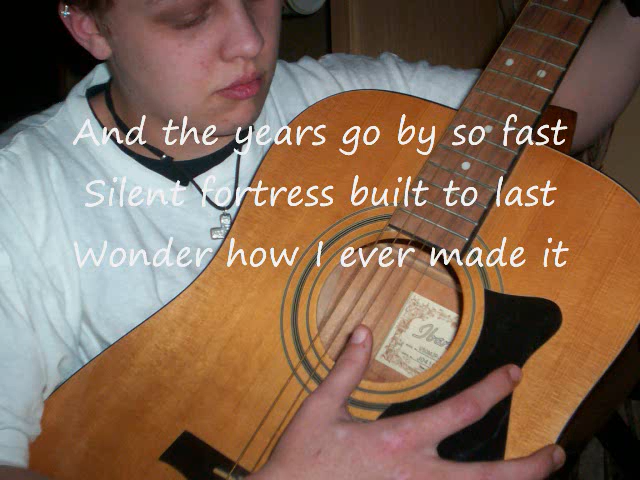 And the years go by so fast
Silent fortress built to last
Wonder how I ever made it